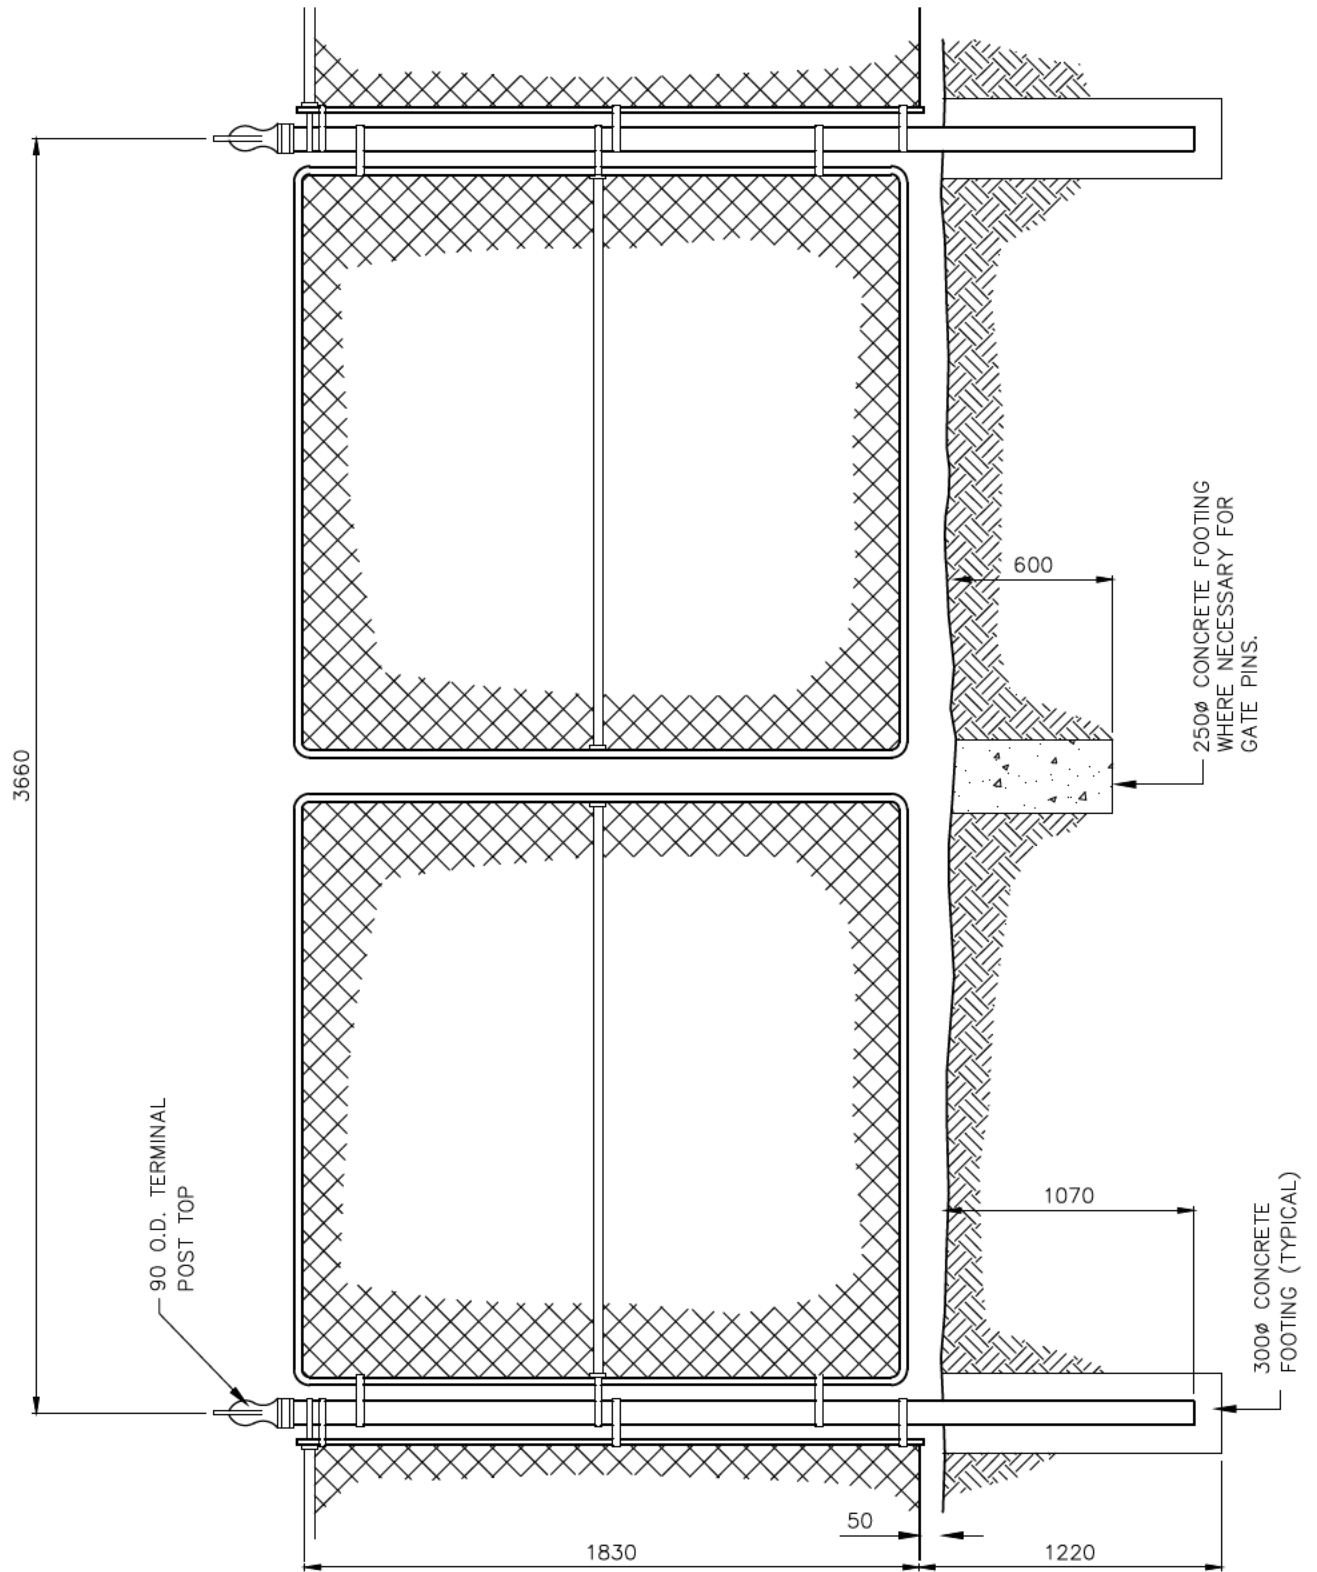 3660
90 O.D. TERMINAL
POST TOP
600
250ø CONCRETE FOOTING
WHERE NECESSARY FOR
GATE PINS.
1070
300ø CONCRETE
FOOTING (TYPICAL)
50
1830
1220